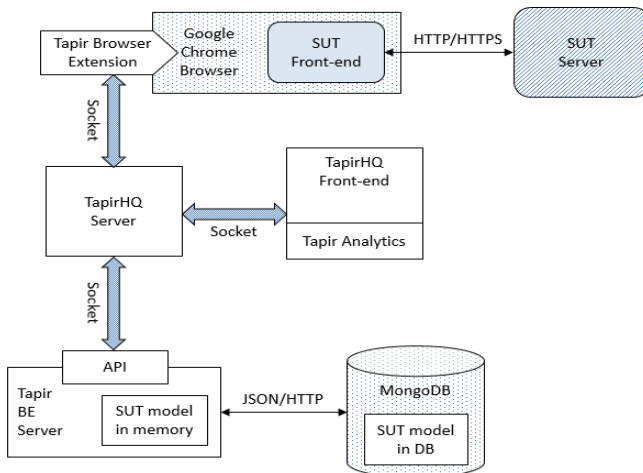 Tapir Browser
Extension
Google
Chrome
Browser
SUT
Front-end
HTTP/HTTPS
SUT
Server
Socket
TapirHQ
Server
Socket
TapirHQ
Front-end
Tapir Analytics
Socket
API
Tapir
BE
Server
SUT model
in memory
JSON/HTTP
MongoDB
SUT model
in DB